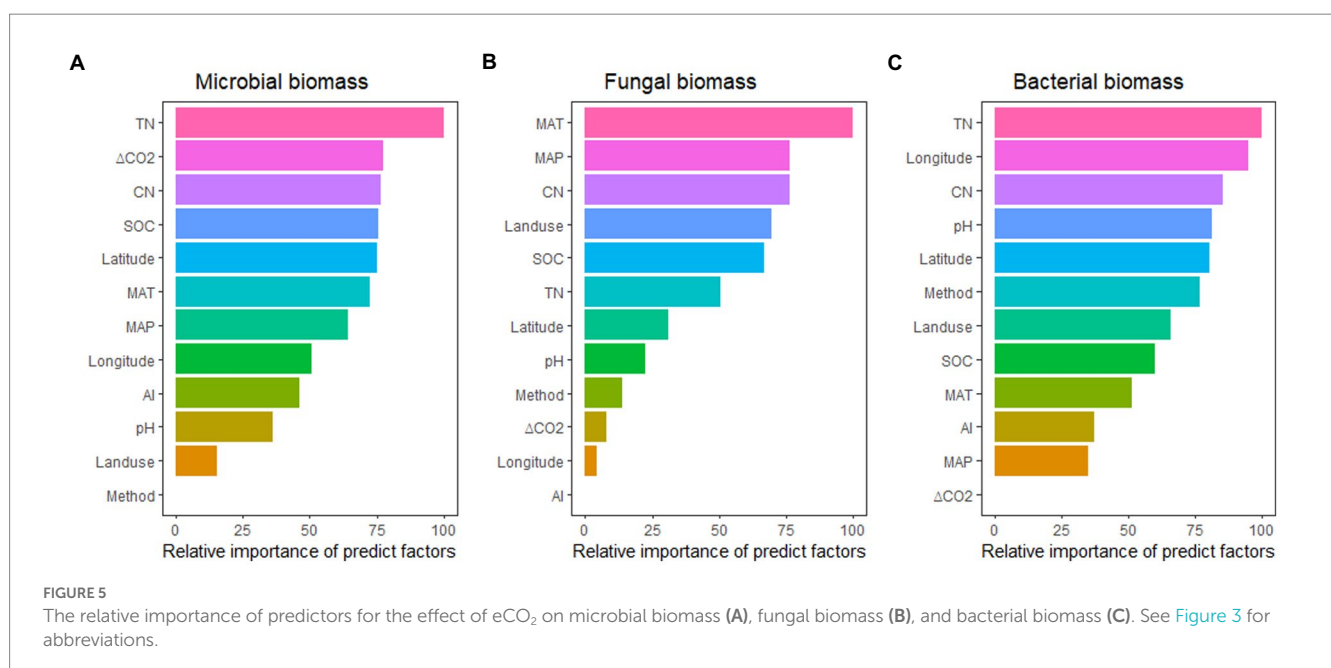 A
Microbial biomass
TN
ΔCO2
CN
SOC
Latitude
MAT
MAP
Longitude
AI
pH
Landuse
Method
0 25 50 75 100
Relative importance of predict factors
B
Fungal biomass
MAT
MAP
CN
Landuse
SOC
TN
Latitude
pH
Method
ΔCO2
Longitude
AI
0 25 50 75 100
Relative importance of predict factors
C
Bacterial biomass
TN
Longitude
CN
pH
Latitude
Method
Landuse
SOC
MAT
AI
MAP
ΔCO2
0 25 50 75 100
Relative importance of predict factors
FIGURE 5
The relative importance of predictors for the effect of eCO₂ on microbial biomass (A), fungal biomass (B), and bacterial biomass (C). See Figure 3 for
abbreviations.